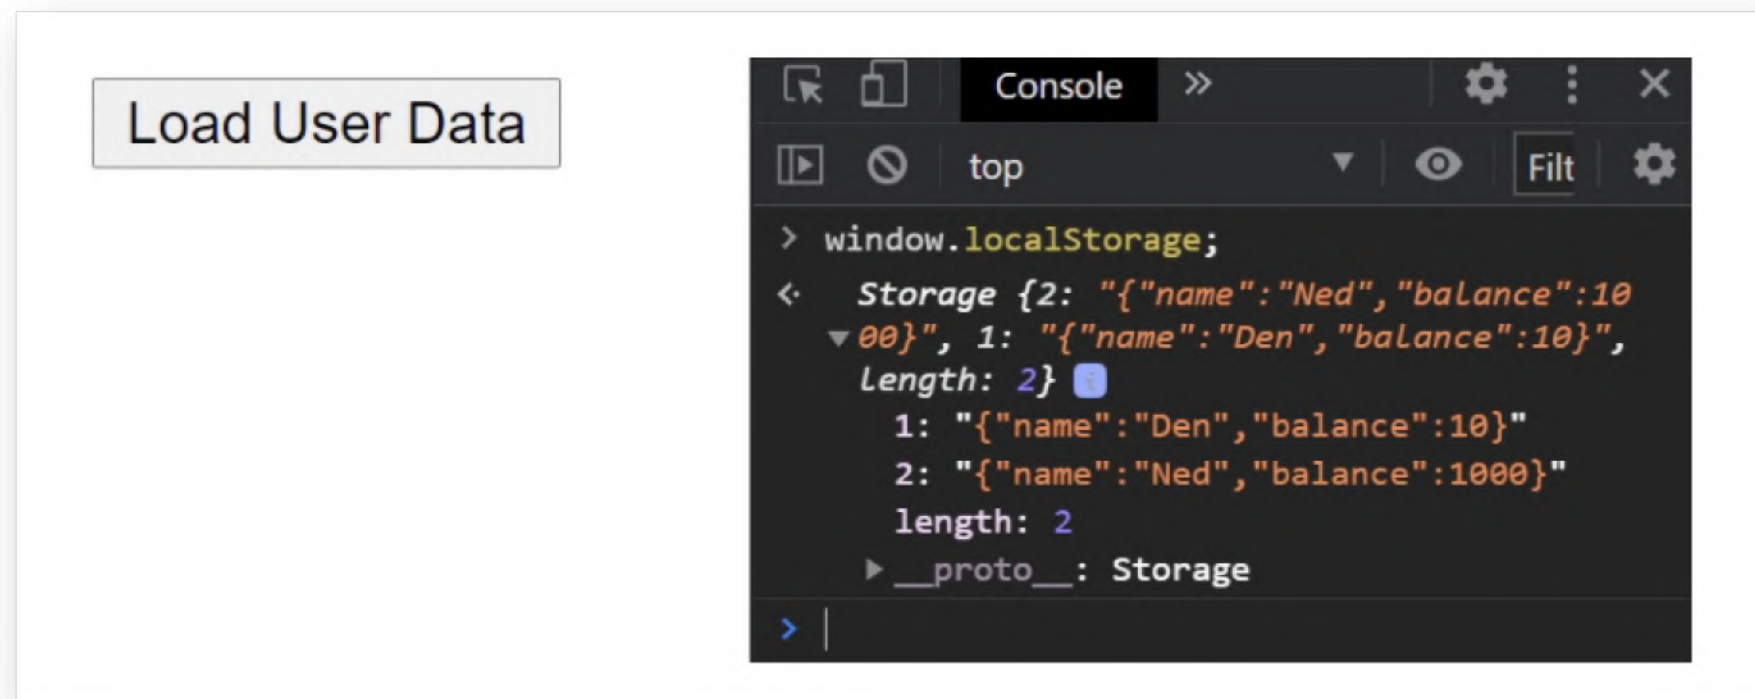 Load User Data
Console »
top Filt
> window.localStorage;
Storage {2: "{"name":"Ned","balance":10
00}", 1: "{"name":"Den","balance":10}",
length: 2} i
1: "{"name":"Den","balance":10}"
2: "{"name":"Ned","balance":1000}"
length: 2
__proto__: Storage
>